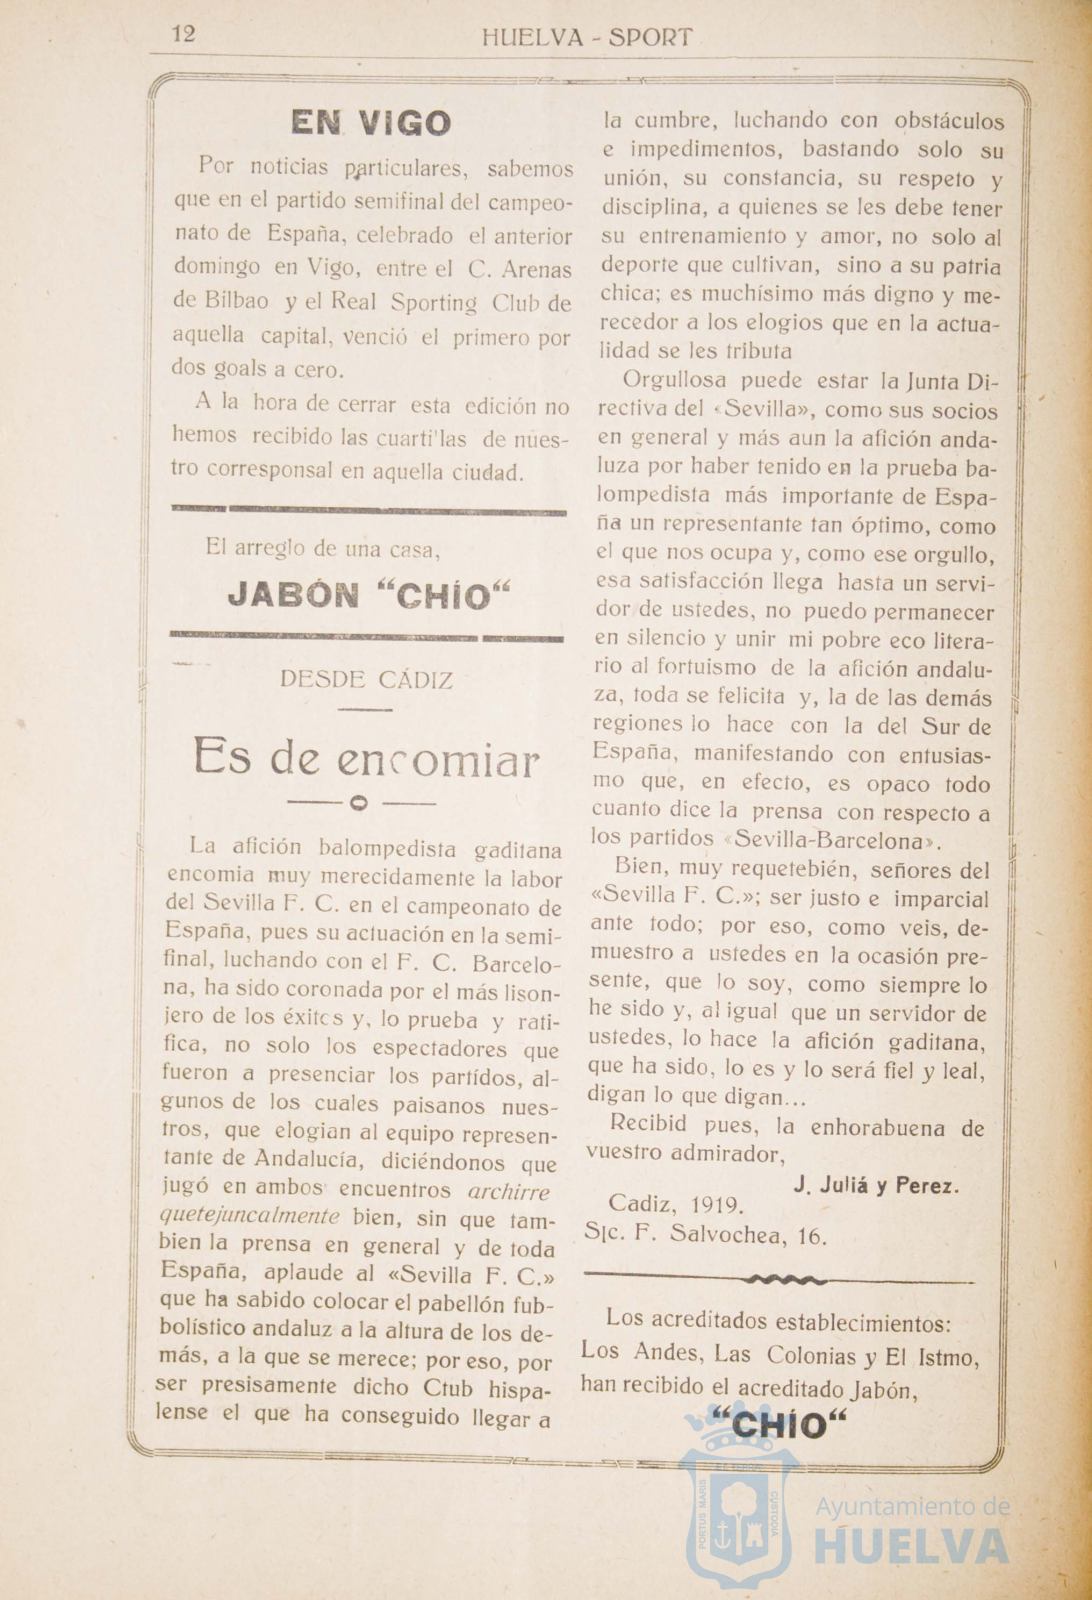 12
HUELVA - SPORT
EN VIGO
Por noticias particulares, sabemos
que en el partido semifinal del campeo-
nato de España, celebrado el anterior
domingo en Vigo, entre el C. Arenas
de Bilbao y el Real Sporting Club de
aquella capital, venció el primero por
dos goals a cero.
A la hora de cerrar esta edición no
hemos recibido las cuarti'las de nues-
tro corresponsal en aquella ciudad.
El arreglo de una casa,
JABÓN “CHÍO“
DESDE CÁDIZ
Es de encomiar
La afición balompedista gaditana
encomia muy merecidamente la labor
del Sevilla F. C. en el campeonato de
España, pues su actuación en la semi-
final, luchando con el F. C. Barcelo-
na, ha sido coronada por el más lison-
jero de los éxitcs y, lo prueba y rati-
fica, no solo los espectadores que
fueron a presenciar los partídos, al-
gunos de los cuales paisanos nues-
tros, que elogian al equipo represen-
tante de Andalucía, diciéndonos que
jugó en ambos encuentros archirre
quetejuncalmente bien, sin que tam-
bien la prensa en general y de toda
España, aplaude al «Sevilla F. C.»
que ha sabido colocar el pabellón fub-
bolístico andaluz a la altura de los de-
más, a la que se merece; por eso, por
ser presisamente dicho Ctub hispa-
lense el que ha conseguido llegar a
la cumbre, luchando con obstáculos
e impedimentos, bastando solo su
unión, su constancia, su respeto y
disciplina, a quienes se les debe tener
su entrenamiento y amor, no solo al
deporte que cultivan, sino a su patria
chica; es muchísimo más digno y me-
recedor a los elogios que en la actua-
lidad se les tributa
Orgullosa puede estar la Junta Di-
rectiva del «Sevilla», como sus socios
en general y más aun la afición anda-
luza por haber tenido en la prueba ba-
lompedista más importante de Espa-
ña un representante tan óptimo, como
el que nos ocupa y, como ese orgullo,
esa satisfacción llega hasta un servi-
dor de ustedes, no puedo permanecer
en silencio y unir mi pobre eco litera-
rio al fortuismo de la afición andalu-
za, toda se felicita y, la de las demás
regiones lo hace con la del Sur de
España, manifestando con entusias-
mo que, en efecto, es opaco todo
cuanto dice la prensa con respecto a
los partidos «Sevilla-Barcelona».
Bien, muy requetebién, señores del
«Sevilla F. C.»; ser justo e imparcial
ante todo; por eso, como veis, de-
muestro a ustedes en la ocasión pre-
sente, que lo soy, como siempre lo
he sido y, al igual que un servidor de
ustedes, lo hace la afición gaditana,
que ha sido, lo es y lo será fiel y leal,
digan lo que digan...
Recibid pues, la enhorabuena de
vuestro admirador,
J. Juliá y Perez.
Cadiz, 1919.
S|c. F. Salvochea, 16.
Los acreditados establecimientos:
Los Andes, Las Colonias y El Istmo,
han recibido el acreditado Jabón,
“CHÍO“
PORTUS MARIS
CUSTODIA
Ayuntamiento de
HUELVA